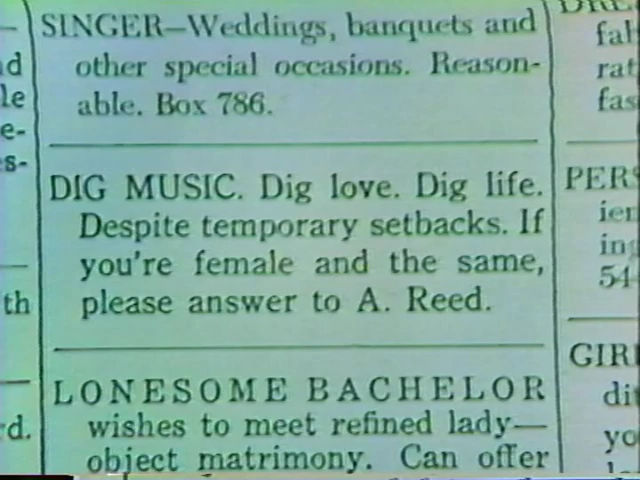 SINGER—Weddings, banquets and
other special occasions. Reason-
able. Box 786.
DIG MUSIC. Dig love. Dig life.
Despite temporary setbacks. If
you're female and the same,
please answer to A. Reed.
LONESOME BACHELOR
wishes to meet refined lady—
object matrimony. Can offer
th
54